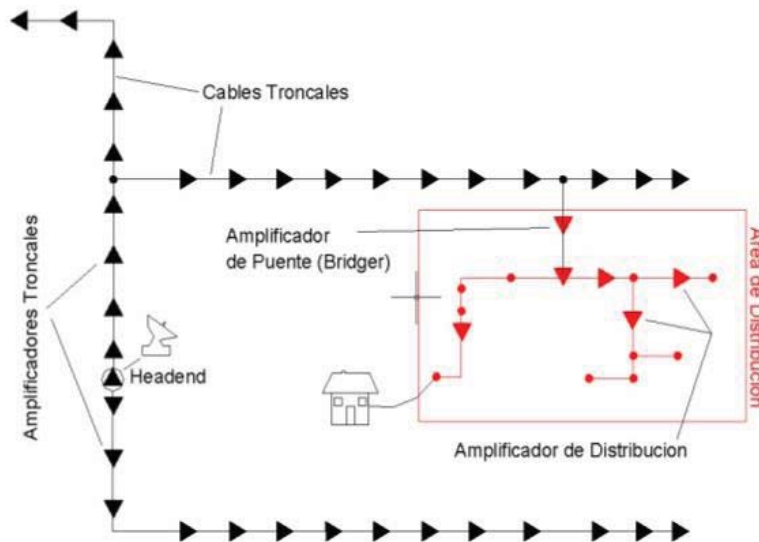 Cables Troncales
Amplificador
de Puente (Bridger)
Area de Distribucion
Amplificadores Troncales
Headend
Amplificador de Distribucion